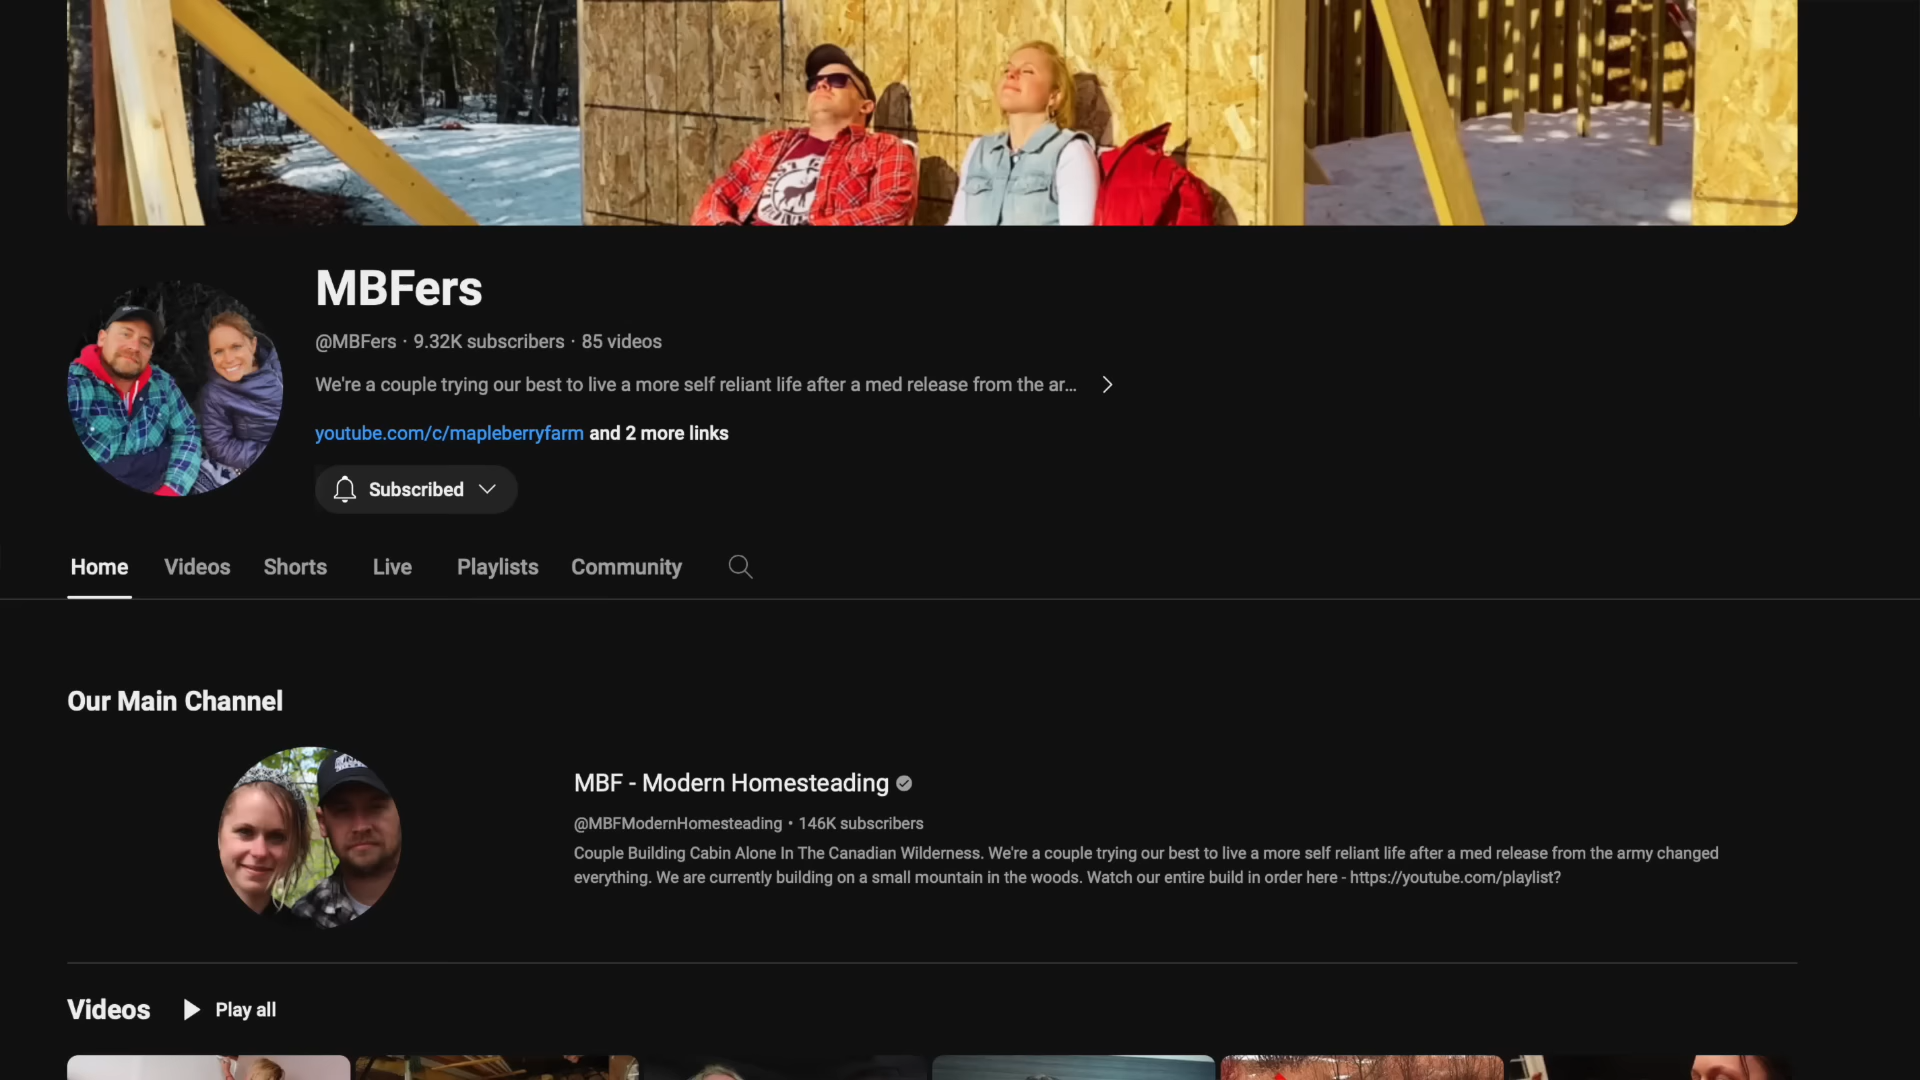 MBFers
@MBFers · 9.32K subscribers · 85 videos
We're a couple trying our best to live a more self reliant life after a med release from the ar...
youtube.com/c/mapleberryfarm and 2 more links
Subscribed
Home Videos Shorts Live Playlists Community
Our Main Channel
MBF - Modern Homesteading
@MBFModernHomesteading • 146K subscribers
Couple Building Cabin Alone In The Canadian Wilderness. We're a couple trying our best to live a more self reliant life after a med release from the army changed
everything. We are currently building on a small mountain in the woods. Watch our entire build in order here - https://youtube.com/playlist?
Videos Play all